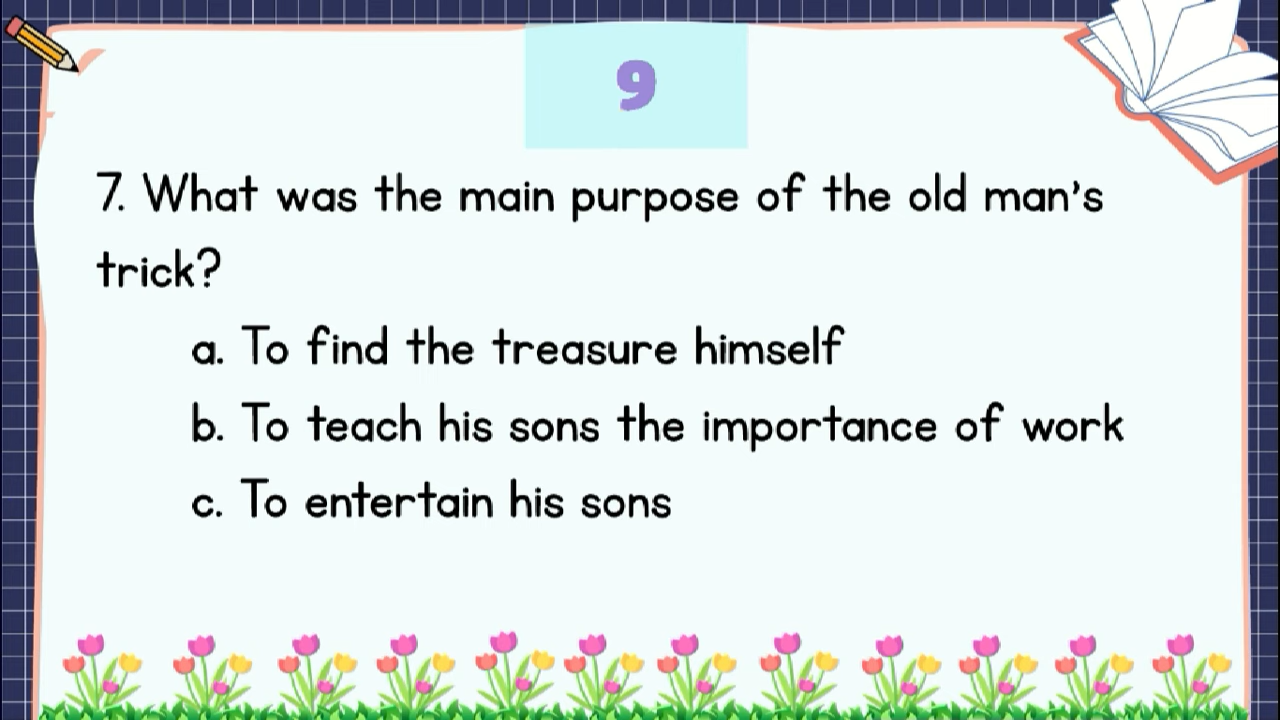 9
7. What was the main purpose of the old man's
trick?
a. To find the treasure himself
b. To teach his sons the importance of work
c. To entertain his sons